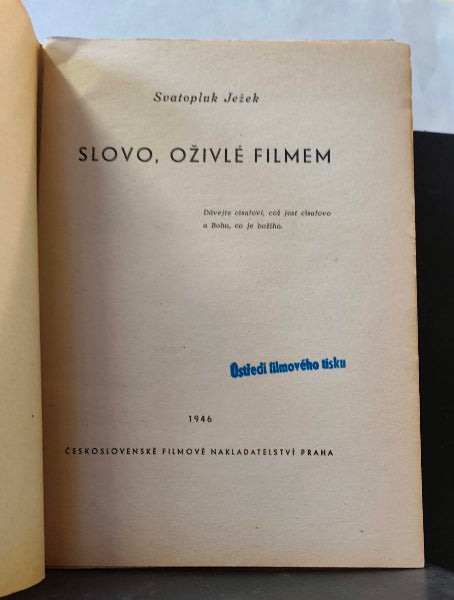 Svatopluk Ježek
SLOVO, OŽIVLÉ FILMEM
Dávejte císařovi, což jest císařovo
a Bohu, co je božího.
Ostředí filmového tisku
1946
ČESKOSLOVENSKÉ FILMOVÉ NAKLADATELSTVÍ PRAHA